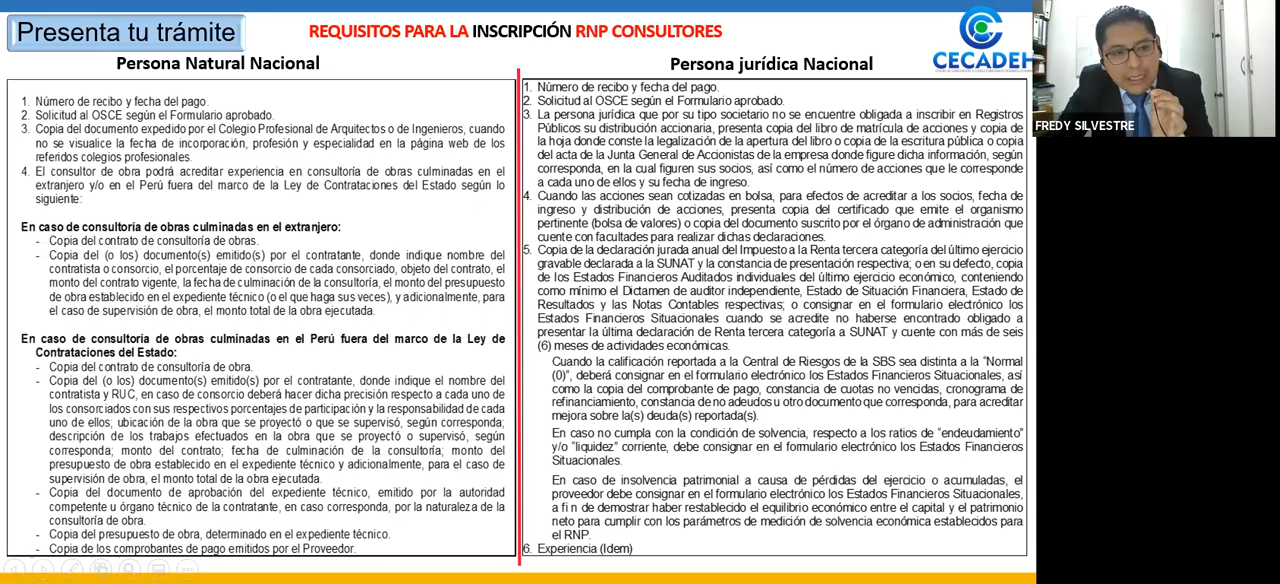 Presenta tu trámite
REQUISITOS PARA LA INSCRIPCIÓN RNP CONSULTORES
CECADEH
FREDY SILVESTRE
Persona Natural Nacional
1. Número de recibo y fecha del pago.
2. Solicitud al OSCE según el Formulario aprobado.
3. Copia del documento expedido por el Colegio Profesional de Arquitectos o de Ingenieros, cuando
no se visualice la fecha de incorporación, profesión y especialidad en la página web de los
referidos colegios profesionales.
4. El consultor de obra podrá acreditar experiencia en consultoría de obras culminadas en el
extranjero y/o en el Perú fuera del marco de la Ley de Contrataciones del Estado según lo
siguiente:
En caso de consultoría de obras culminadas en el extranjero:
- Copia del contrato de consultoría de obras.
- Copia del (o los) documento(s) emitido(s) por el contratante, donde indique nombre del
contratista o consorcio, el porcentaje de consorcio de cada consorciado, objeto del contrato, el
monto del contrato vigente, la fecha de culminación de la consultoría, el monto del presupuesto
de obra establecido en el expediente técnico (o el que haga sus veces), y adicionalmente, para
el caso de supervisión de obra, el monto total de la obra ejecutada.
En caso de consultoría de obras culminadas en el Perú fuera del marco de la Ley de
Contrataciones del Estado:
- Copia del contrato de consultoría de obra.
- Copia del (o los) documento(s) emitido(s) por el contratante, donde indique el nombre del
contratista y RUC, en caso de consorcio deberá hacer dicha precisión respecto a cada uno de
los consorciados con sus respectivos porcentajes de participación y la responsabilidad de cada
uno de ellos; ubicación de la obra que se proyectó o que se supervisó, según corresponda;
descripción de los trabajos efectuados en la obra que se proyectó o supervisó, según
corresponda; monto del contrato; fecha de culminación de la consultoría; monto del
presupuesto de obra establecido en el expediente técnico y adicionalmente, para el caso de
supervisión de obra, el monto total de la obra ejecutada.
- Copia del documento de aprobación del expediente técnico, emitido por la autoridad
competente u órgano técnico de la contratante, en caso corresponda, por la naturaleza de la
consultoría de obra.
- Copia del presupuesto de obra, determinado en el expediente técnico.
- Copia de los comprobantes de pago emitidos por el Proveedor.
Persona jurídica Nacional
1. Número de recibo y fecha del pago.
2. Solicitud al OSCE según el Formulario aprobado.
3. La persona jurídica que por su tipo societario no se encuentre obligada a inscribir en Registros
Públicos su distribución accionaria, presenta copia del libro de matrícula de acciones y copia de
la hoja donde conste la legalización de la apertura del libro o copia de la escritura pública o copia
del acta de la Junta General de Accionistas de la empresa donde figure dicha información, según
corresponda, en la cual figuren sus socios, así como el número de acciones que le corresponde
a cada uno de ellos y su fecha de ingreso.
4. Cuando las acciones sean cotizadas en bolsa, para efectos de acreditar a los socios, fecha de
ingreso y distribución de acciones, presenta copia del certificado que emite el organismo
pertinente (bolsa de valores) o copia del documento suscrito por el órgano de administración que
cuente con facultades para realizar dichas declaraciones.
5. Copia de la declaración jurada anual del Impuesto a la Renta tercera categoría del último ejercicio
gravable declarada a la SUNAT y la constancia de presentación respectiva; o en su defecto, copia
de los Estados Financieros Auditados individuales del último ejercicio económico, conteniendo
como mínimo el Dictamen de auditor independiente, Estado de Situación Financiera, Estado de
Resultados y las Notas Contables respectivas; o consignar en el formulario electrónico los
Estados Financieros Situacionales cuando se acredite no haberse encontrado obligado a
presentar la última declaración de Renta tercera categoría a SUNAT y cuente con más de seis
(6) meses de actividades económicas.
Cuando la calificación reportada a la Central de Riesgos de la SBS sea distinta a la “Normal
(0)”, deberá consignar en el formulario electrónico los Estados Financieros Situacionales, así
como la copia del comprobante de pago, constancia de cuotas no vencidas, cronograma de
refinanciamiento, constancia de no adeudos u otro documento que corresponda, para acreditar
mejora sobre la(s) deuda(s) reportada(s).
En caso no cumpla con la condición de solvencia, respecto a los ratios de “endeudamiento”
y/o “liquidez” corriente, debe consignar en el formulario electrónico los Estados Financieros
Situacionales.
En caso de insolvencia patrimonial a causa de pérdidas del ejercicio o acumuladas, el
proveedor debe consignar en el formulario electrónico los Estados Financieros Situacionales,
a fi n de demostrar haber restablecido el equilibrio económico entre el capital y el patrimonio
neto para cumplir con los parámetros de medición de solvencia económica establecidos para
el RNP.
6. Experiencia (Idem)